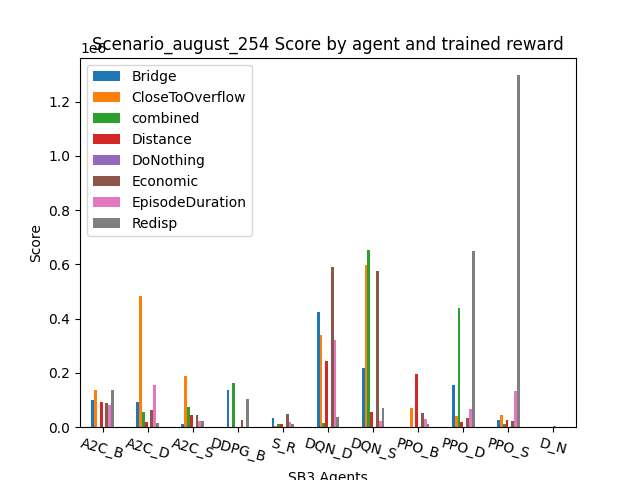 1e6
Scenario_august_254 Score by agent and trained reward
Bridge
CloseToOverflow
combined
Distance
DoNothing
Economic
EpisodeDuration
Redisp
Score
1.2
1.0
0.8
0.6
0.4
0.2
0.0
A2C_B A2C_D A2C_S DDPG_B S_R DQN_D DQN_S PPO_B PPO_D PPO_S D_N
SB3 Agents